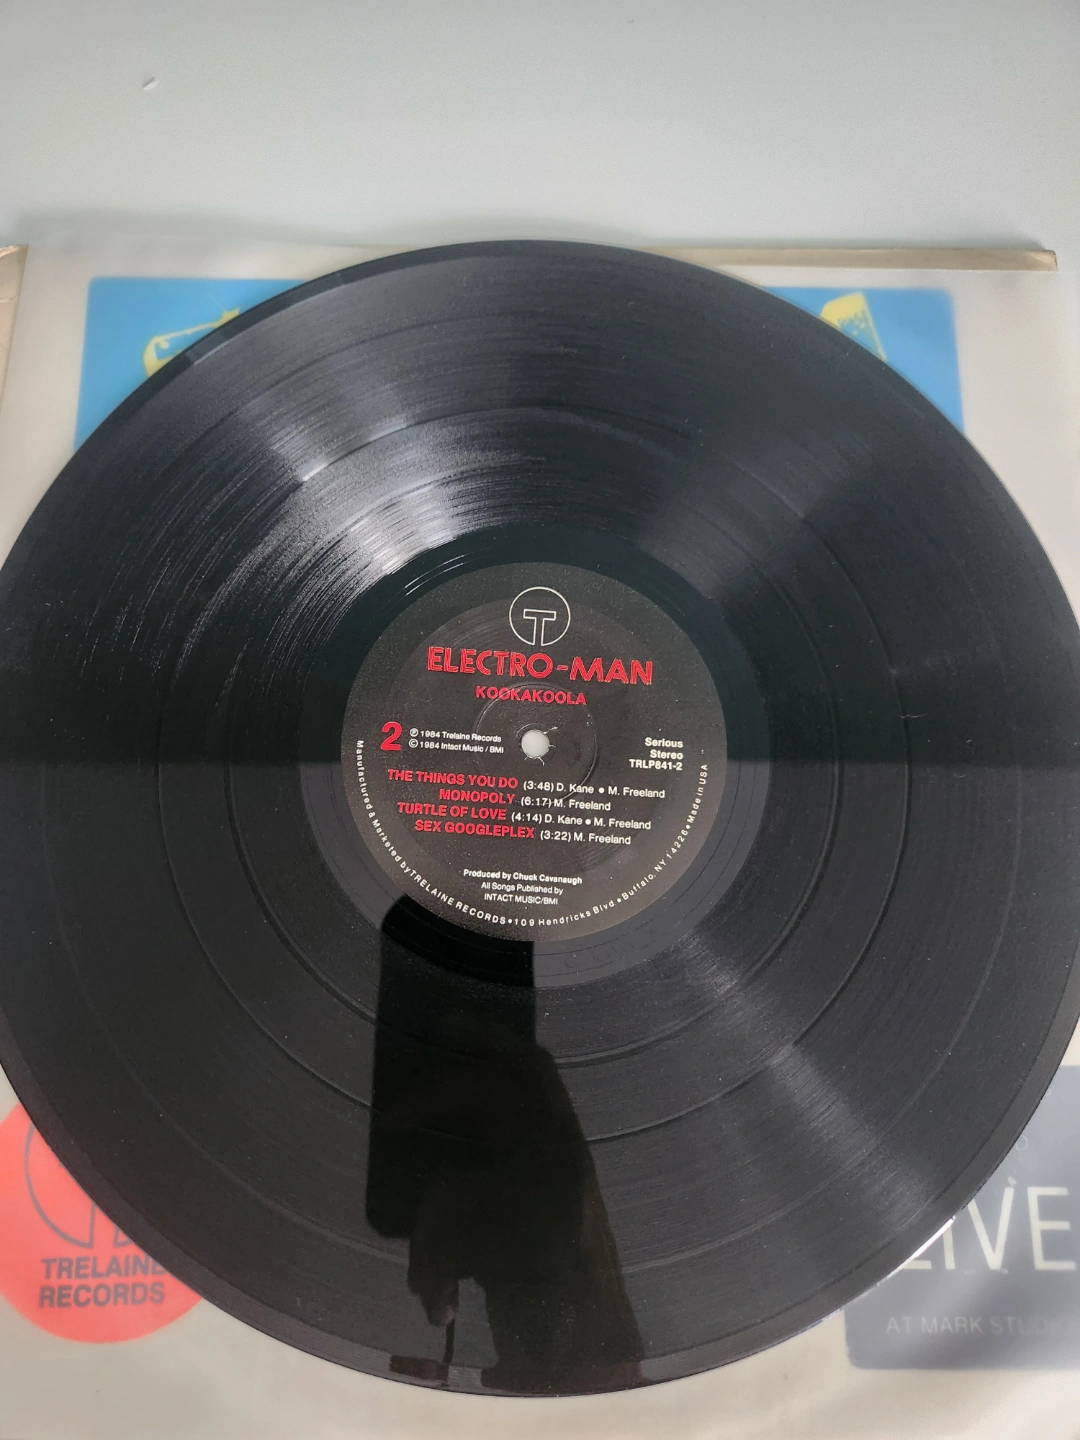 T
ELECTRO-MAN
KOOKAKOOLA
2
℗ 1984 Trelaine Records
© 1984 Intact Music / BMI
Serious
Stereo
TRLP841-2
THE THINGS YOU DO (3:48) D. Kane ● M. Freeland
MONOPOLY (6:17) M. Freeland
TURTLE OF LOVE (4:14) D. Kane ● M. Freeland
SEX GOOGLEPLEX (3:22) M. Freeland
Produced by Chuck Cavanaugh
All Songs Published by
INTACT MUSIC/BMI
Manufactured & Marketed by TRELAINE RECORDS ● 109 Hendricks Blvd. ● Buffalo, NY 14226 ● Made in USA
TRELAINE
RECORDS
LIVE
AT MARK